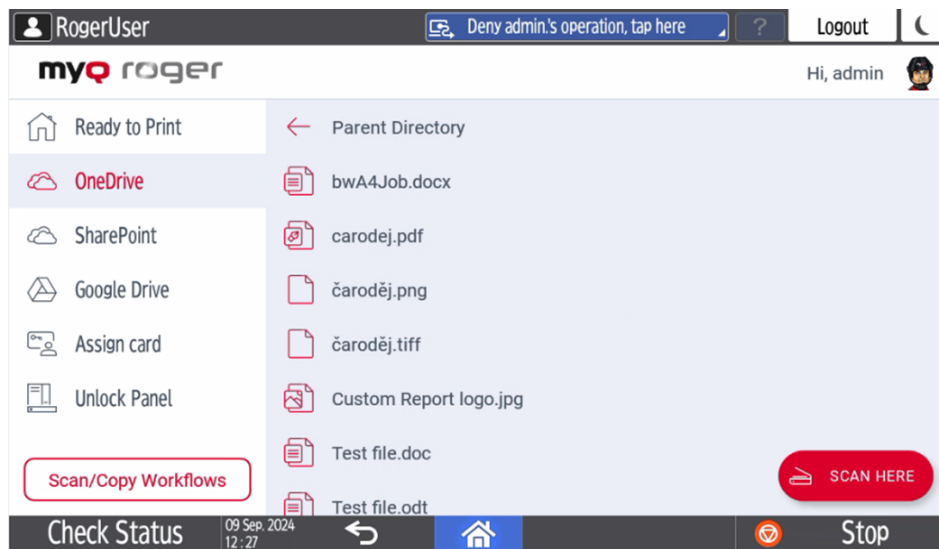 RogerUser
Deny admin.'s operation, tap here
?
Logout
myQ roger
Hi, admin
Ready to Print
OneDrive
SharePoint
Google Drive
Assign card
Unlock Panel
Scan/Copy Workflows
Parent Directory
bwA4Job.docx
carodej.pdf
čaroděj.png
čaroděj.tiff
Custom Report logo.jpg
Test file.doc
Test file.odt
SCAN HERE
Check Status
09 Sep. 2024
12:27
Stop